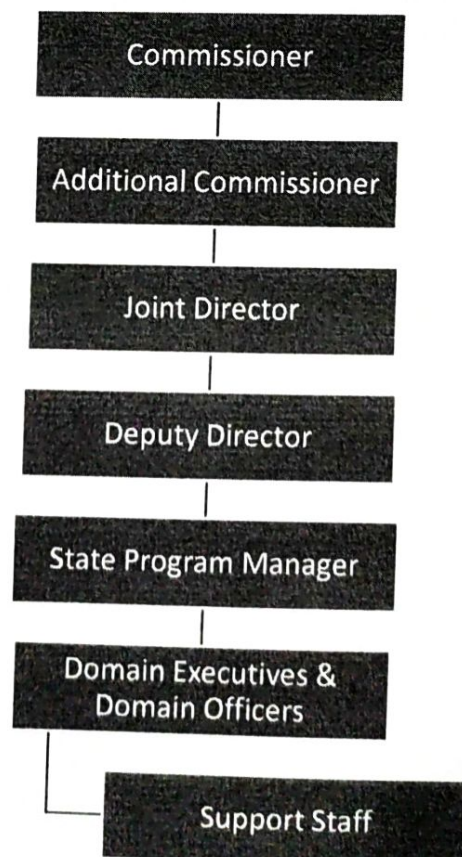 Commissioner
Additional Commissioner
Joint Director
Deputy Director
State Program Manager
Domain Executives &
Domain Officers
Support Staff